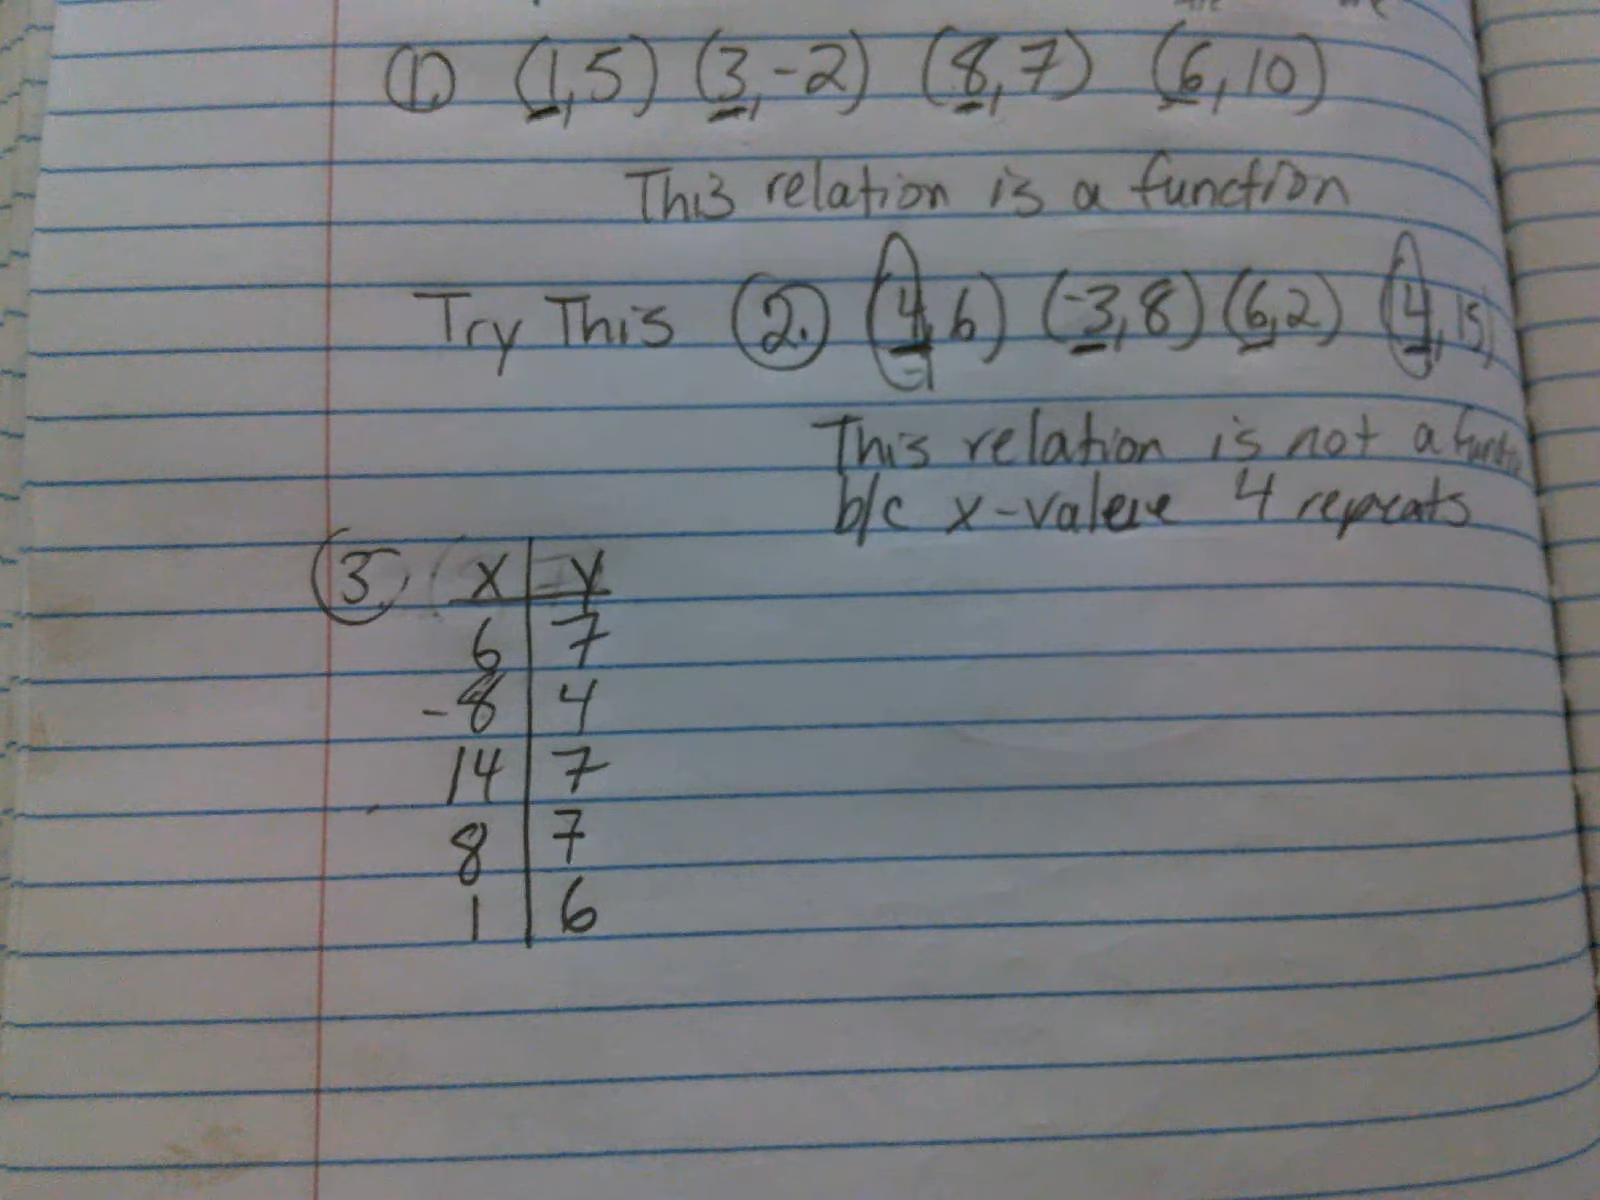 1. (1,5) (3,-2) (8,7) (6,10)
This relation is a function
Try This 2. (4,6) (-3,8) (6,2) (4,15)
This relation is not a
b/c x-valeue 4 repeats
3. x y
6 7
-8 4
14 7
8 7
1 6